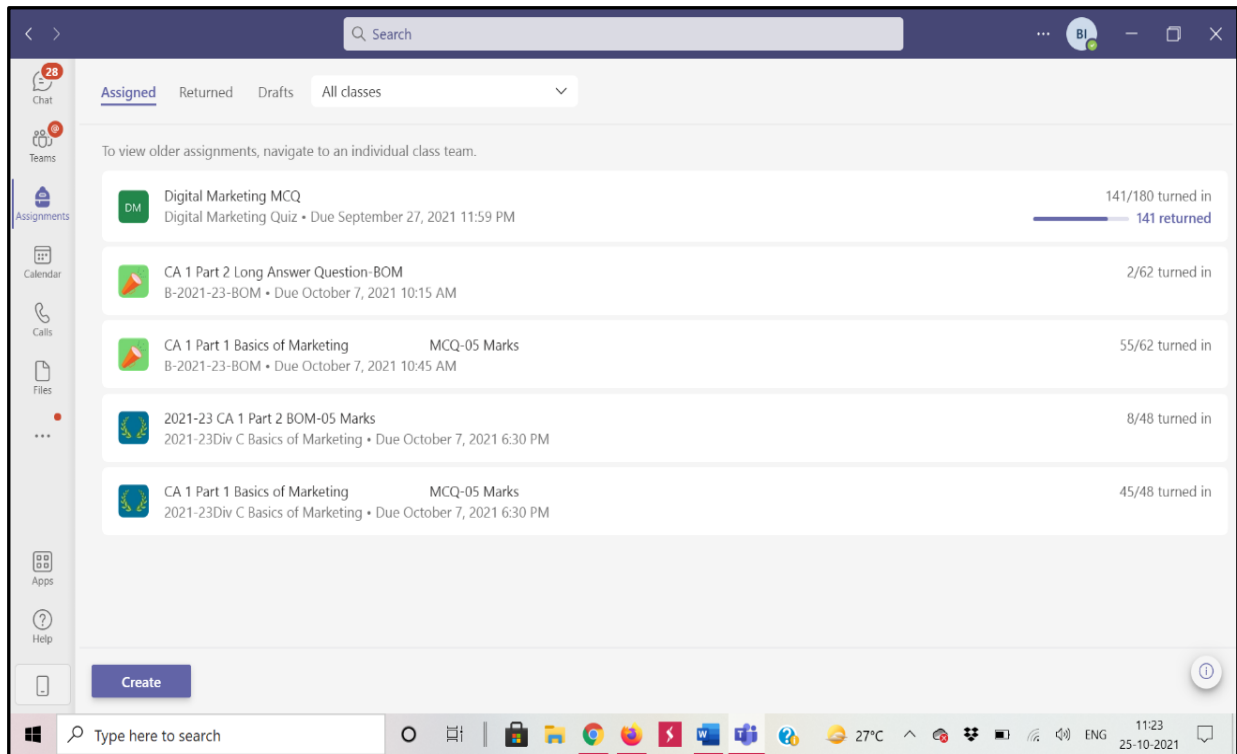 Search
BI
28
Chat
Teams
Assignments
Calendar
Calls
Files
Apps
Help
Assigned Returned Drafts All classes
To view older assignments, navigate to an individual class team.
DM
Digital Marketing MCQ
Digital Marketing Quiz • Due September 27, 2021 11:59 PM
141/180 turned in
141 returned
CA 1 Part 2 Long Answer Question-BOM
B-2021-23-BOM • Due October 7, 2021 10:15 AM
2/62 turned in
CA 1 Part 1 Basics of Marketing MCQ-05 Marks
B-2021-23-BOM • Due October 7, 2021 10:45 AM
55/62 turned in
2021-23 CA 1 Part 2 BOM-05 Marks
2021-23Div C Basics of Marketing • Due October 7, 2021 6:30 PM
8/48 turned in
CA 1 Part 1 Basics of Marketing MCQ-05 Marks
2021-23Div C Basics of Marketing • Due October 7, 2021 6:30 PM
45/48 turned in
Create
Type here to search
27°C
ENG
11:23
25-10-2021